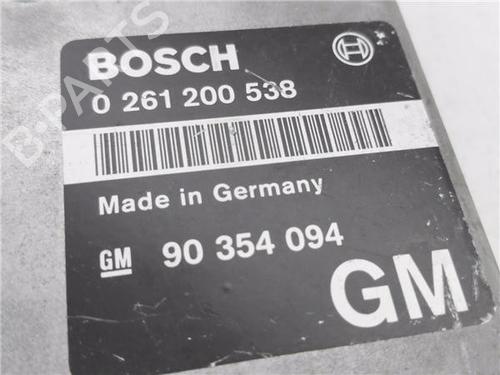 BOSCH
0 261 200 538
Made in Germany
GM 90 354 094
GM
B-PARTS